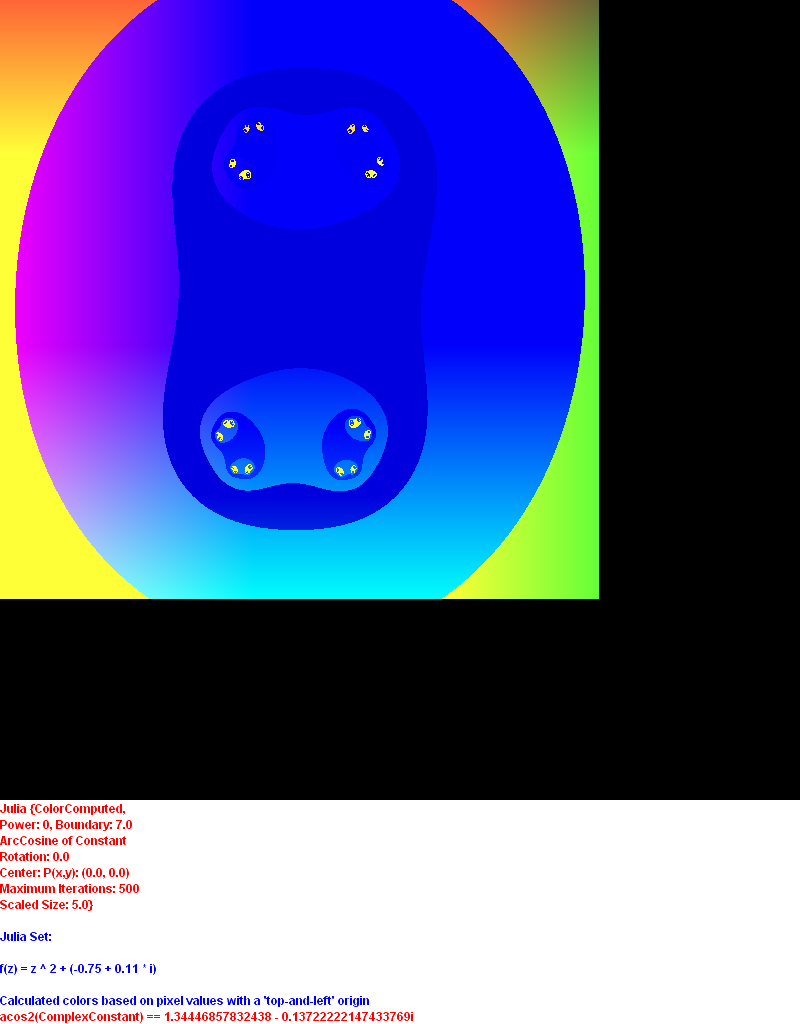 Julia {ColorComputed,
Power: 0, Boundary: 7.0
ArcCosine of Constant
Rotation: 0.0
Center: P(x,y): (0.0, 0.0)
Maximum Iterations: 500
Scaled Size: 5.0}
Julia Set:
f(z) = z ^ 2 + (-0.75 + 0.11 * i)
Calculated colors based on pixel values with a 'top-and-left' origin
acos2(ComplexConstant) == 1.34446857832438 - 0.13722222147433769i